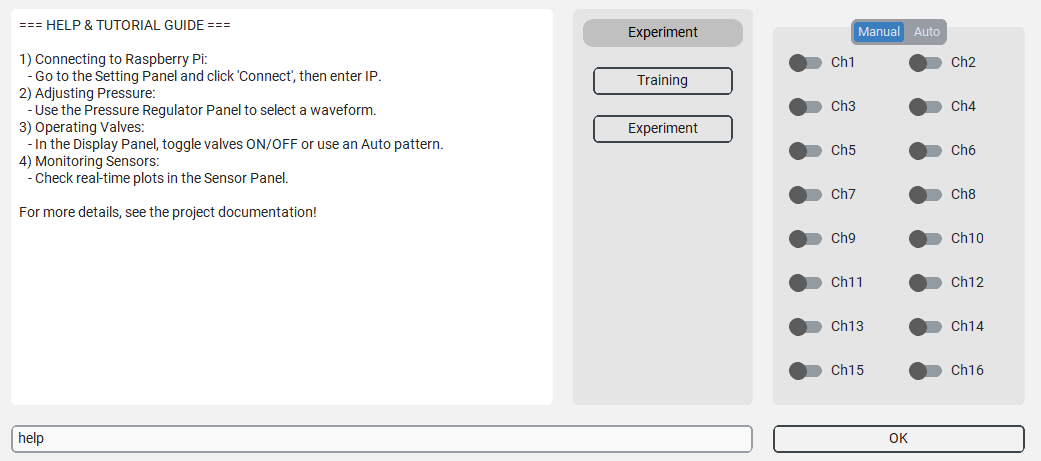 === HELP & TUTORIAL GUIDE ===
1) Connecting to Raspberry Pi:
- Go to the Setting Panel and click 'Connect', then enter IP.
2) Adjusting Pressure:
- Use the Pressure Regulator Panel to select a waveform.
3) Operating Valves:
- In the Display Panel, toggle valves ON/OFF or use an Auto pattern.
4) Monitoring Sensors:
- Check real-time plots in the Sensor Panel.
For more details, see the project documentation!
help
Experiment
Training
Experiment
Manual Auto
Ch1 Ch2
Ch3 Ch4
Ch5 Ch6
Ch7 Ch8
Ch9 Ch10
Ch11 Ch12
Ch13 Ch14
Ch15 Ch16
OK